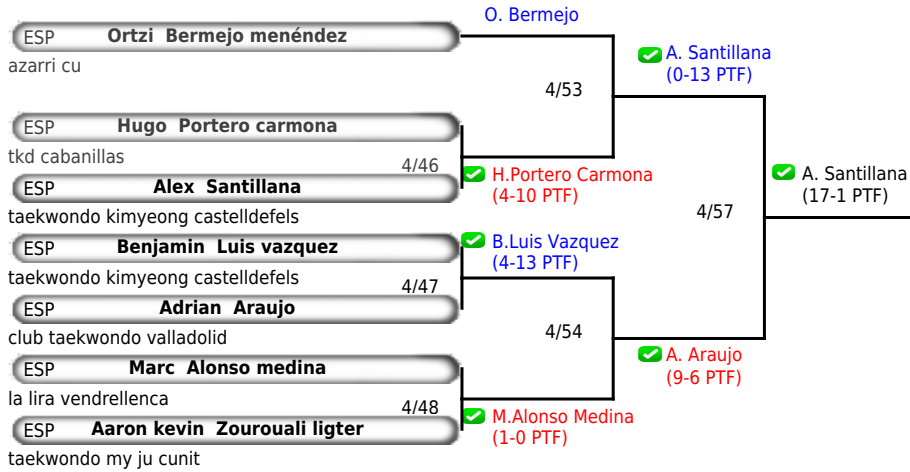 O. Bermejo
ESP Ortzi Bermejo menéndez
azarri cu
A. Santillana
(0-13 PTF)
4/53
ESP Hugo Portero carmona
tkd cabanillas
4/46
H.Portero Carmona
(4-10 PTF)
ESP Alex Santillana
taekwondo kimyeong castelldefels
A. Santillana
(17-1 PTF)
4/57
ESP Benjamin Luis vazquez
taekwondo kimyeong castelldefels
B.Luis Vazquez
(4-13 PTF)
4/47
ESP Adrian Araujo
club taekwondo valladolid
4/54
ESP Marc Alonso medina
la lira vendrellenca
A. Araujo
(9-6 PTF)
4/48
M.Alonso Medina
(1-0 PTF)
ESP Aaron kevin Zourouali ligter
taekwondo my ju cunit